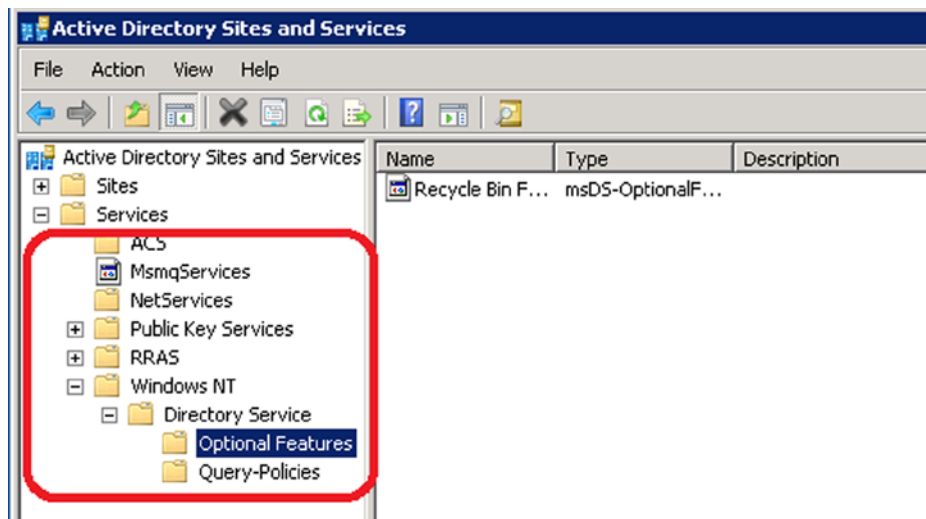 Active Directory Sites and Services
File Action View Help
Active Directory Sites and Services
Name Type Description
Sites
Recycle Bin F... msDS-OptionalF...
Services
ACS
MsmqServices
NetServices
Public Key Services
RRAS
Windows NT
Directory Service
Optional Features
Query-Policies